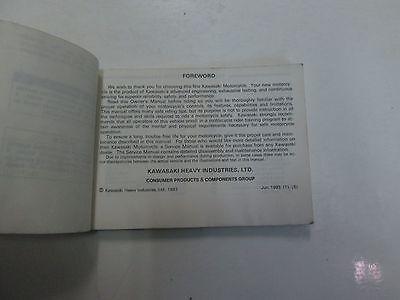 FOREWORD
We wish to thank you for choosing this fine Kawasaki Motorcycle. Your new motorcy-
cle is the product of Kawasaki's advanced engineering, exhaustive testing, and continuous
striving for superior reliability, safety and performance.
Read this Owner's Manual before riding so you will be thoroughly familiar with the
proper operation of your motorcycle's controls, its features, capabilities and limitations.
This manual offers many safe riding tips, but its purpose is not to provide instruction in all
the techniques and skills required to ride a motorcycle safely. Kawasaki strongly recommends
that all operators of this vehicle enroll in a motorcycle rider training program to at-
tain awareness of the mental and physical requirements necessary for safe motorcycle
operation.
To ensure a long, trouble-free life for your motorcycle, give it the proper care and main-
tenance described in this manual. For those who would like more detailed information on
their Kawasaki Motorcycle, a Service Manual is available for purchase from any Kawasaki
dealer. The Service Manual contains detailed disassembly and maintenance information.
Due to improvements in design and performance during production, in some cases there may be
minor discrepancies between the actual vehicle and the illustrations and text in this manual.
KAWASAKI HEAVY INDUSTRIES, LTD.
CONSUMER PRODUCTS & COMPONENTS GROUP
© Kawasaki Heavy Industries, Ltd. 1993
Jun. 1993. (1). (S)